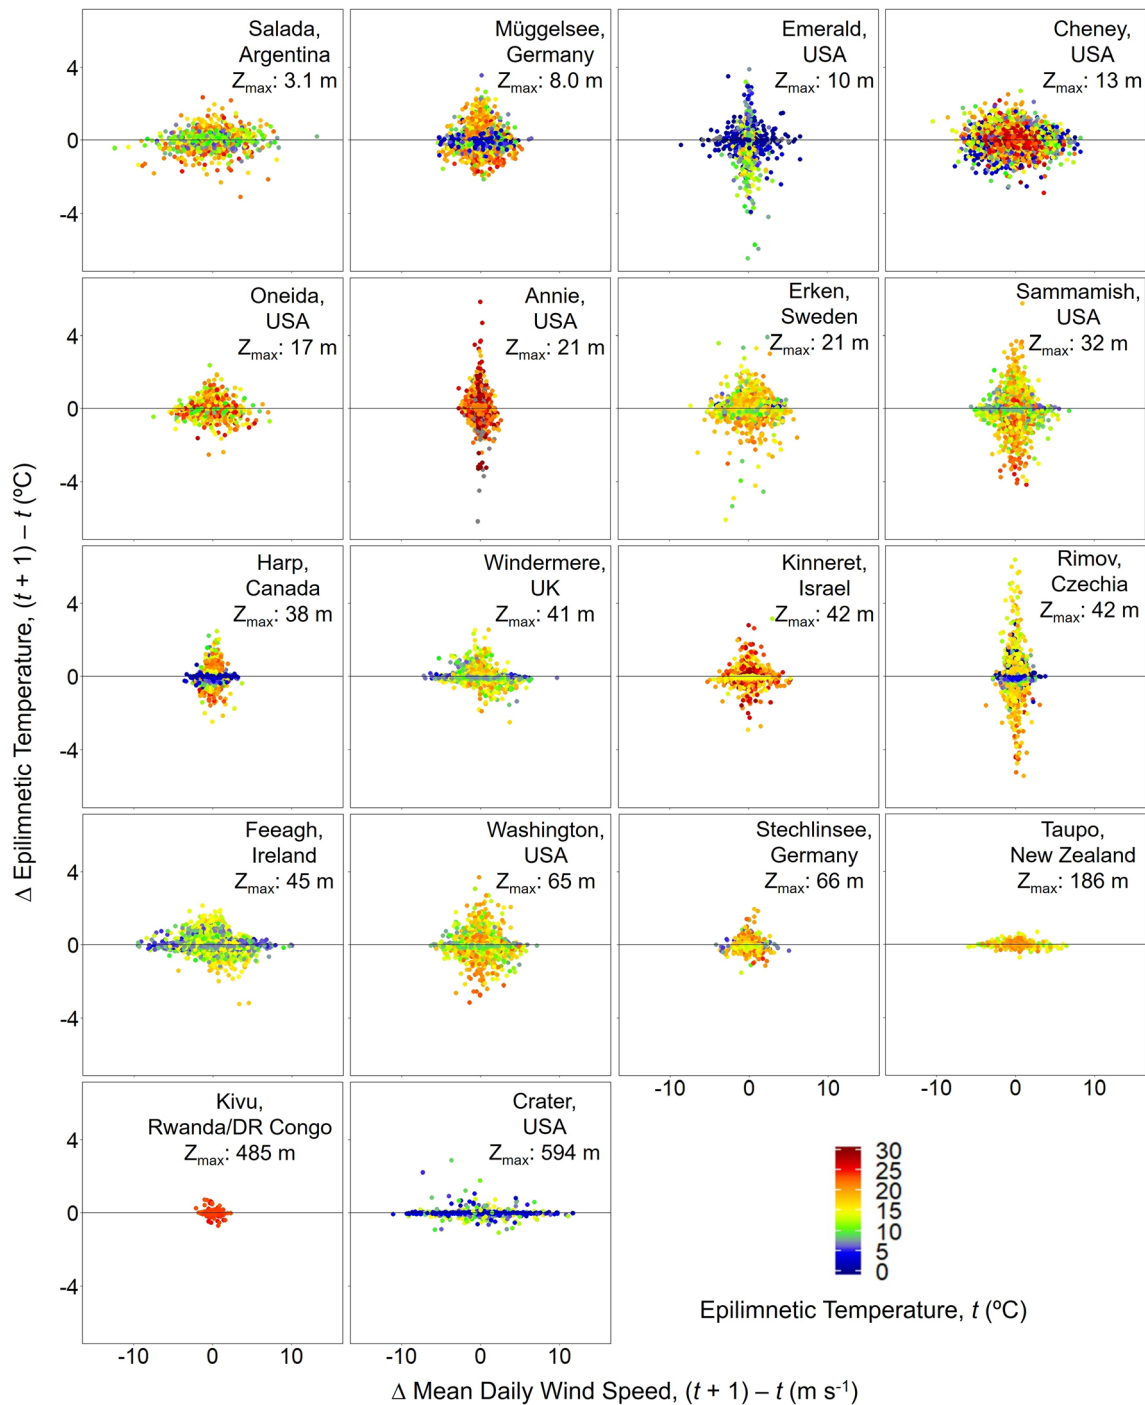 Salada,
Argentina
Zmax: 3.1 m
Müggelsee,
Germany
Zmax: 8.0 m
Emerald,
USA
Zmax: 10 m
Cheney,
USA
Zmax: 13 m
4
0
-4
Oneida,
USA
Zmax: 17 m
Annie,
USA
Zmax: 21 m
Erken,
Sweden
Zmax: 21 m
Sammamish,
USA
Zmax: 32 m
4
0
-4
Δ Epilimnetic Temperature, (t + 1) – t (ºC)
Harp,
Canada
Zmax: 38 m
Windermere,
UK
Zmax: 41 m
Kinneret,
Israel
Zmax: 42 m
Rimov,
Czechia
Zmax: 42 m
4
0
-4
Feeagh,
Ireland
Zmax: 45 m
Washington,
USA
Zmax: 65 m
Stechlinsee,
Germany
Zmax: 66 m
Taupo,
New Zealand
Zmax: 186 m
4
0
-4
-10 0 10
-10 0 10
Kivu,
Rwanda/DR Congo
Zmax: 485 m
Crater,
USA
Zmax: 594 m
4
0
-4
-10 0 10
-10 0 10
30
25
20
15
10
5
0
Epilimnetic Temperature, t (ºC)
Δ Mean Daily Wind Speed, (t + 1) – t (m s-1)